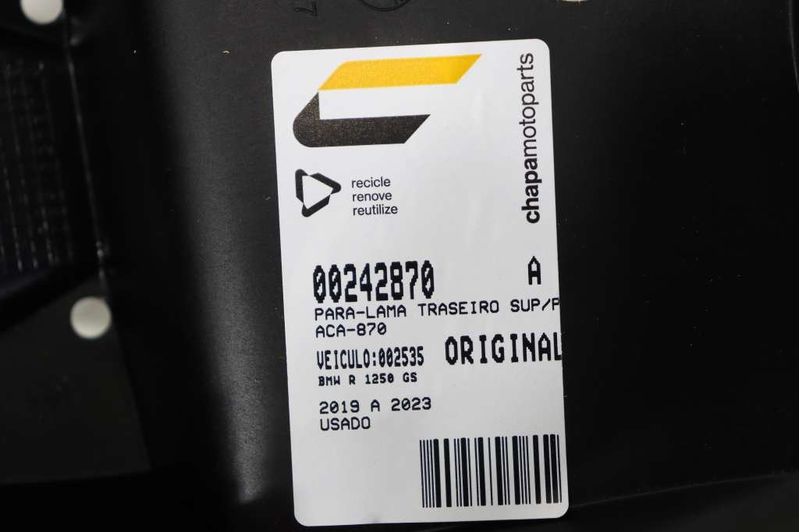 7
chapamotoparts
recicle
renove
reutilize
00242870 A
PARA-LAMA TRASEIRO SUP/P
ACA-870
VEICULO:002535 ORIGINAL
BMW R 1250 GS
2019 A 2023
USADO